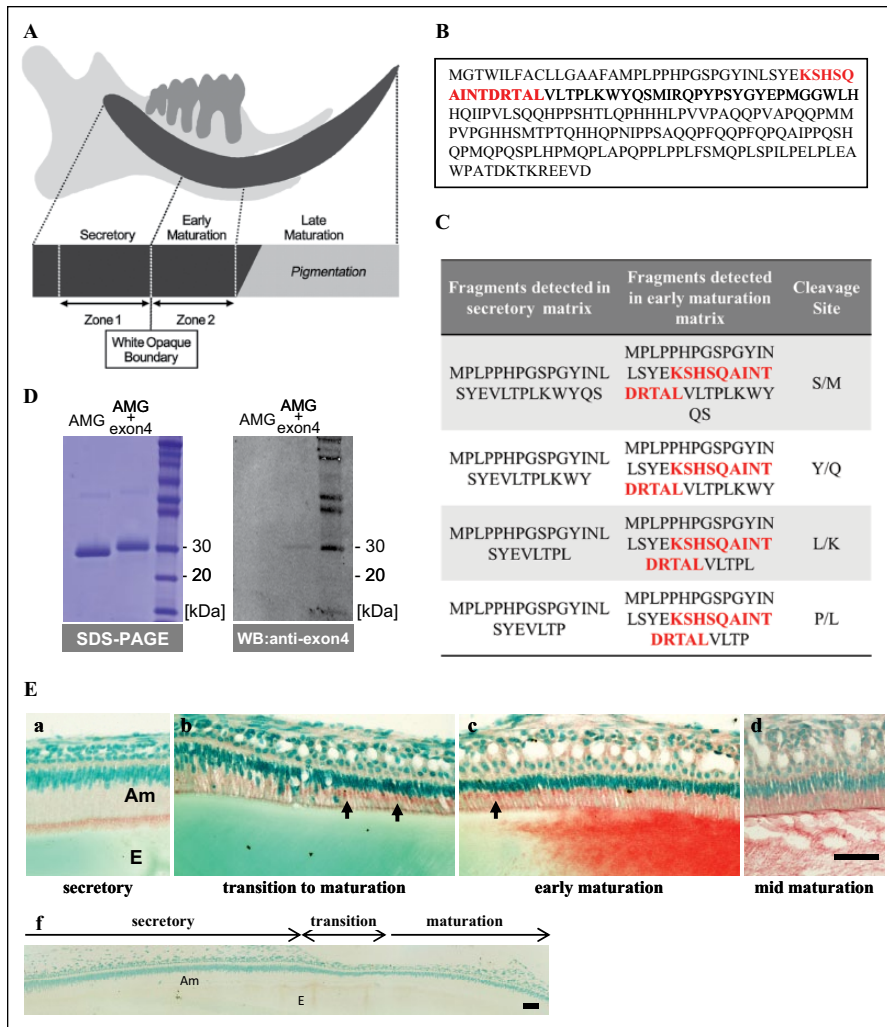 A
Secretory
Early
Maturation
Late
Maturation
Pigmentation
Zone 1
Zone 2
White Opaque
Boundary
B
MGTWILFACLLGAAFAMPLPPHPGSPGYINLSYEKSHSQ
AINTDRTALVLTPLKWYQSMIRQPYPSYGYEPMGGWLH
HQIIPVLSQQHPPSHTLQPHHHLPVVPAQQPVAPQQPMM
PVPGHHSMTPTQHHQPNIPPSAQQPFQQPFQPQAIPPQSH
QPMQPQSPLHPMQPLAPQPPLPPLFSMQPLSPILPELPLEA
WPATDKTKREEVD
C
Fragments detected in
secretory matrix
Fragments detected
in early maturation
matrix
Cleavage
Site
MPLPPHPGSPGYINL
SYEVLTPLKWYQS
MPLPPHPGSPGYIN
LSYEKSHSQAINT
DRTALVLTPLKWY
QS
S/M
MPLPPHPGSPGYINL
SYEVLTPLKWY
MPLPPHPGSPGYIN
LSYEKSHSQAINT
DRTALVLTPLKWY
Y/Q
MPLPPHPGSPGYINL
SYEVLTPL
MPLPPHPGSPGYIN
LSYEKSHSQAINT
DRTALVLTPL
L/K
MPLPPHPGSPGYINL
SYEVLTP
MPLPPHPGSPGYIN
LSYEKSHSQAINT
DRTALVLTP
P/L
D
AMG
AMG
+
exon4
- 30
- 20
[kDa]
SDS-PAGE
AMG
AMG
+
exon4
- 30
- 20
[kDa]
WB:anti-exon4
E
a
Am
E
secretory
b
transition to maturation
c
early maturation
d
mid maturation
f
secretory
transition
maturation
Am
E